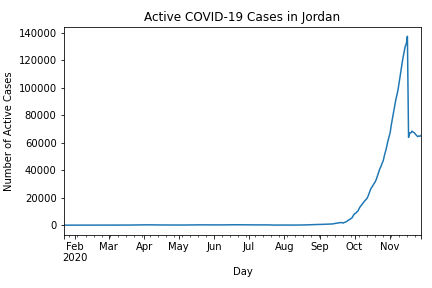 Active COVID-19 Cases in Jordan
Number of Active Cases
140000
120000
100000
80000
60000
40000
20000
0
Feb Mar Apr May Jun Jul Aug Sep Oct Nov
2020
Day